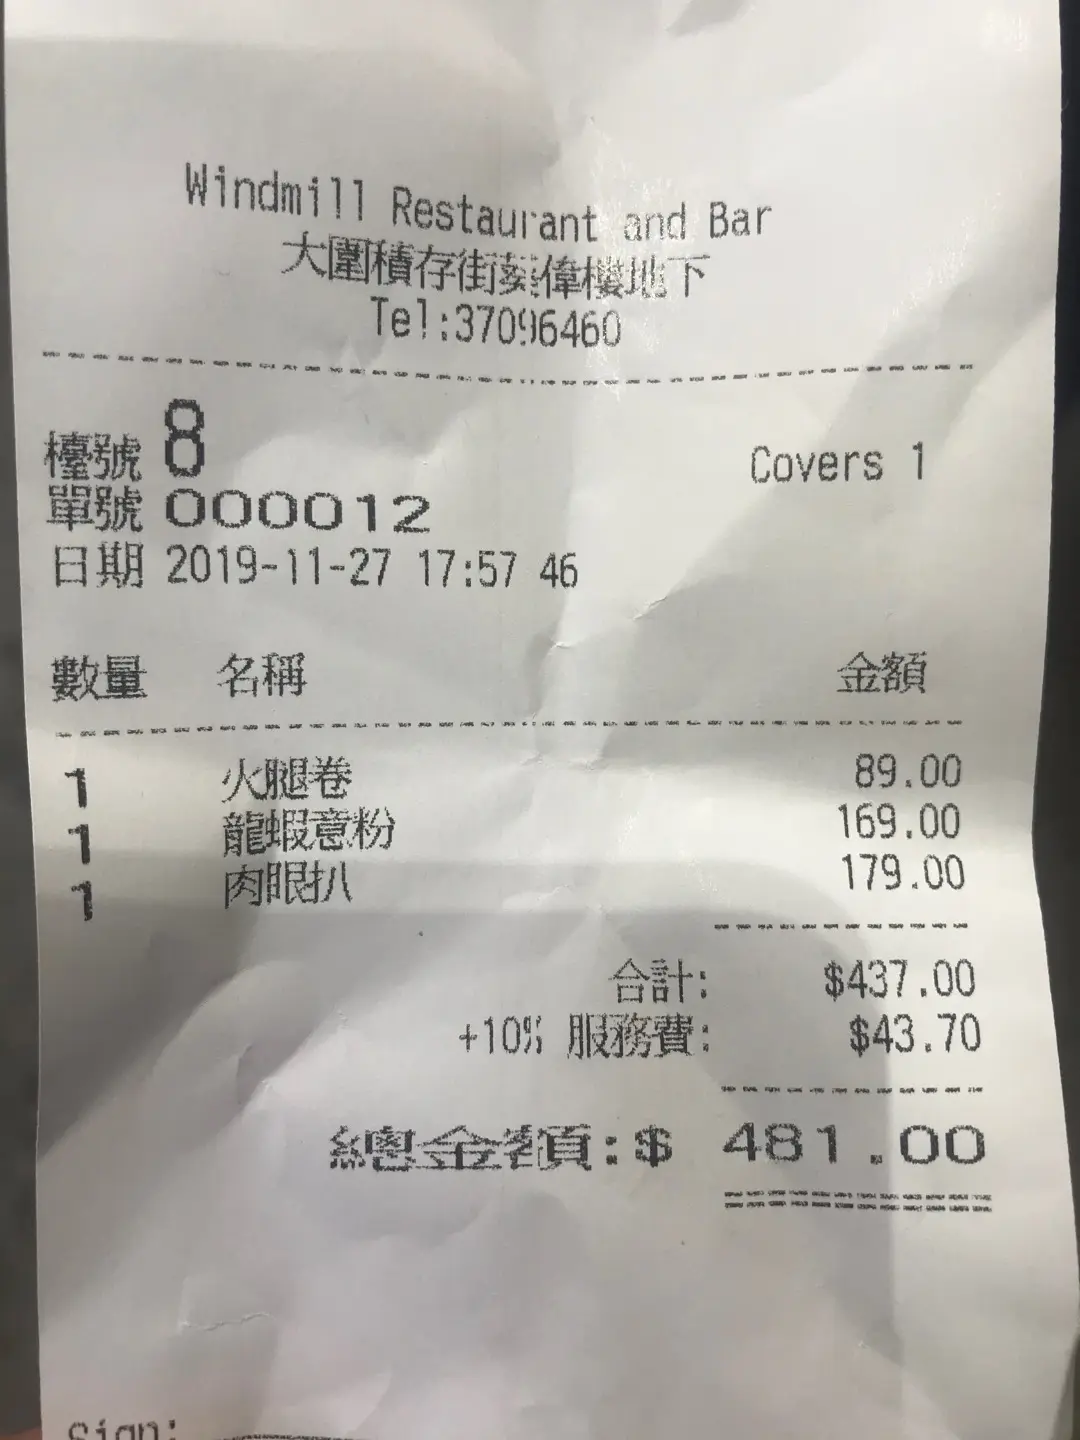 Windmill Restaurant and Bar
大圍積存街葵偉樓地下
Tel:37096460
檯號 8 Covers 1
單號 000012
日期 2019-11-27 17:57 46
數量 名稱 金額
1 火腿卷 89.00
1 龍蝦意粉 169.00
1 肉眼扒 179.00
合計: $437.00
+10% 服務費: $43.70
總金額:$ 481.00
Sign: